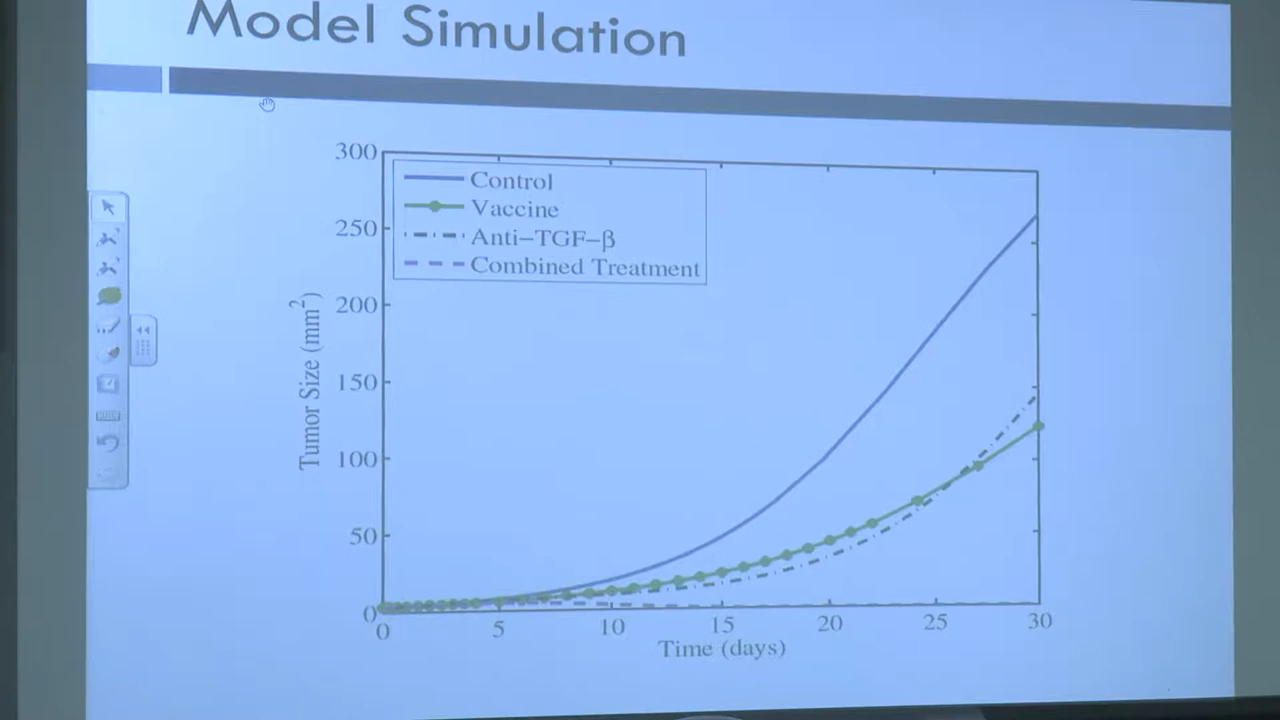 Model Simulation
300
250
200
150
100
50
0
Tumor Size (mm²)
Control
Vaccine
Anti–TGF–β
Combined Treatment
0 5 10 15 20 25 30
Time (days)